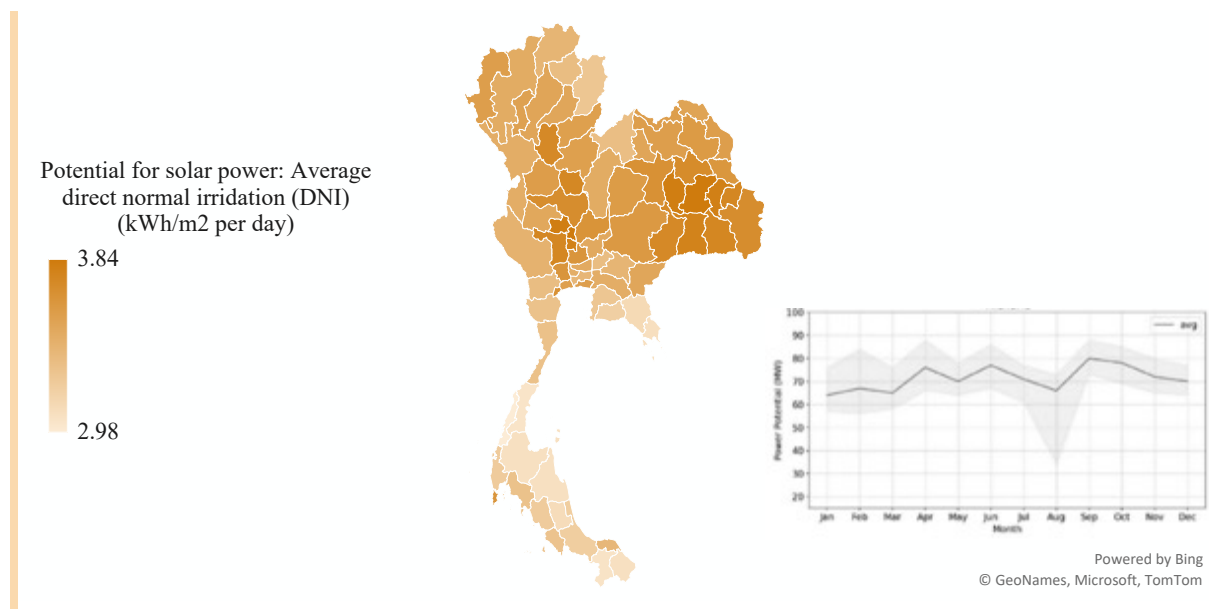 Potential for solar power: Average
direct normal irridation (DNI)
(kWh/m2 per day)
3.84
2.98
100
90
80
70
60
50
40
30
20
Power Potential (MW)
avg
Jan Feb Mar Apr May Jun Jul Aug Sep Oct Nov Dec
Month
Powered by Bing
© GeoNames, Microsoft, TomTom